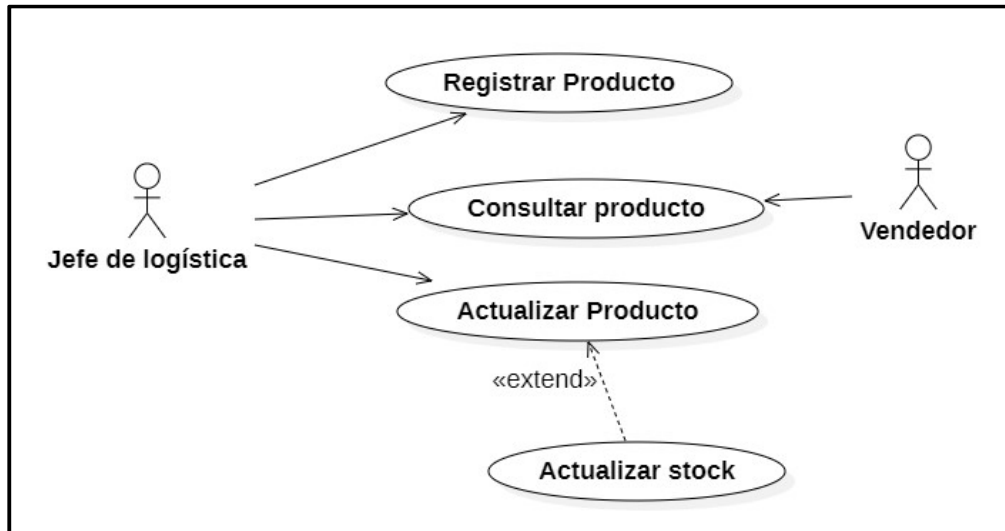 Registrar Producto
Consultar producto
Jefe de logística
Vendedor
Actualizar Producto
«extend»
Actualizar stock